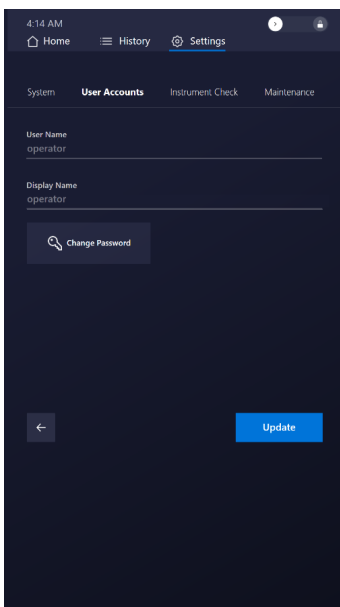 4:14 AM
Home History Settings
System User Accounts Instrument Check Maintenance
User Name
operator
Display Name
operator
Change Password
Update